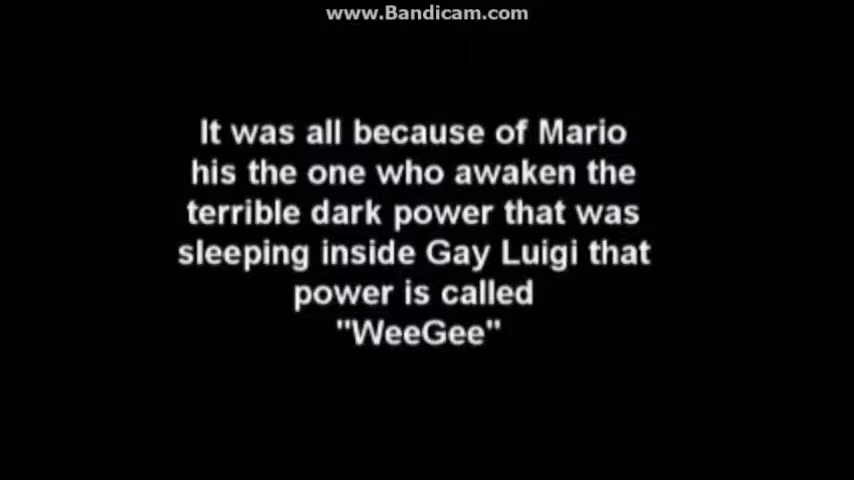 www.Bandicam.com
It was all because of Mario
his the one who awaken the
terrible dark power that was
sleeping inside Gay Luigi that
power is called
"WeeGee"